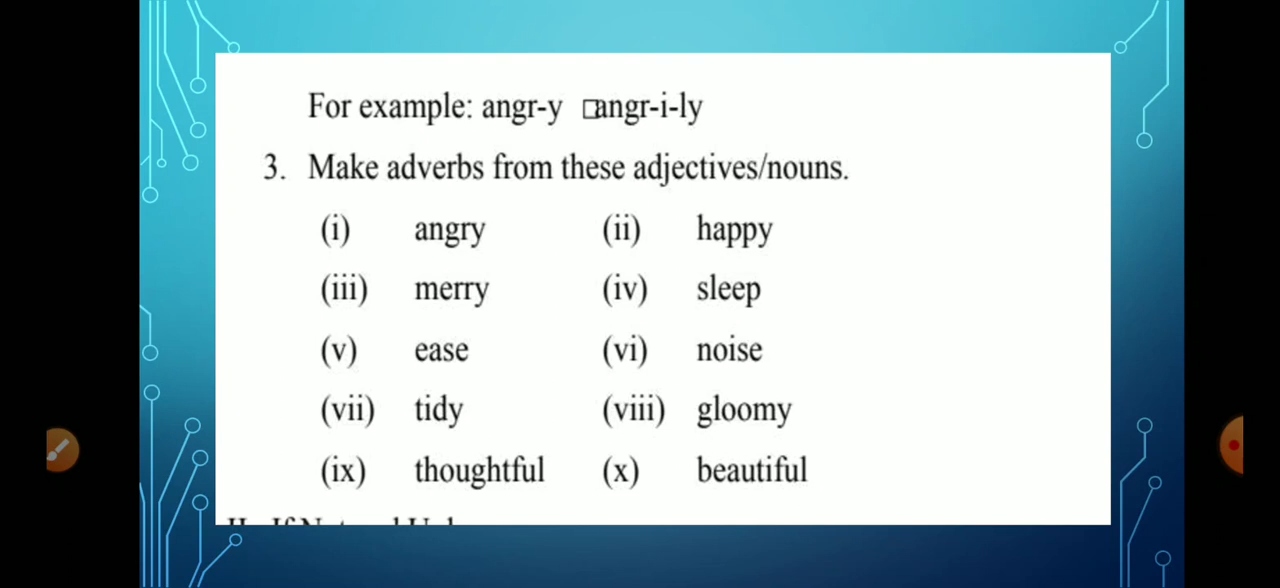 For example: angr-y □angr-i-ly
3. Make adverbs from these adjectives/nouns.
(i) angry (ii) happy
(iii) merry (iv) sleep
(v) ease (vi) noise
(vii) tidy (viii) gloomy
(ix) thoughtful (x) beautiful